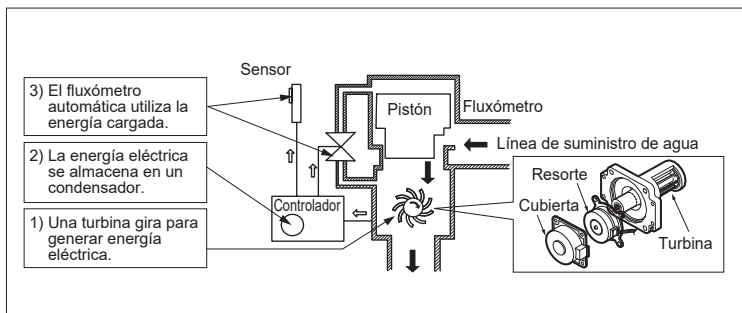 Sensor
3) El fluxómetro
automática utiliza la
energía cargada.
Pistón
Fluxómetro
Línea de suministro de agua
2) La energía eléctrica
se almacena en un
condensador.
Controlador
1) Una turbina gira para
generar energía
eléctrica.
Resorte
Cubierta
Turbina